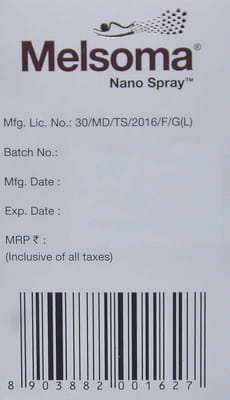 Melsoma®
Nano Spray™
Mfg. Lic. No.: 30/MD/TS/2016/F/G(L)
Batch No.:
Mfg. Date :
Exp. Date :
MRP ₹ :
(Inclusive of all taxes)
8 903882 001627